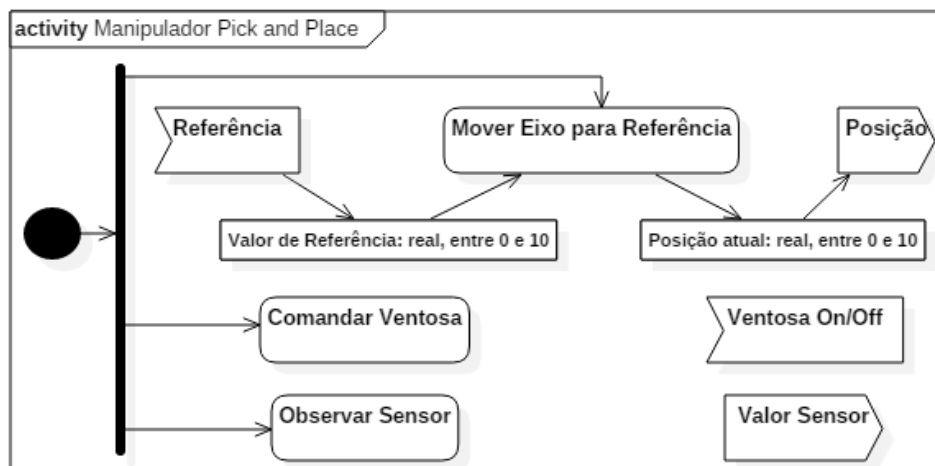 activity Manipulador Pick and Place
Referência
Mover Eixo para Referência
Posição
Valor de Referência: real, entre 0 e 10
Posição atual: real, entre 0 e 10
Comandar Ventosa
Ventosa On/Off
Observar Sensor
Valor Sensor